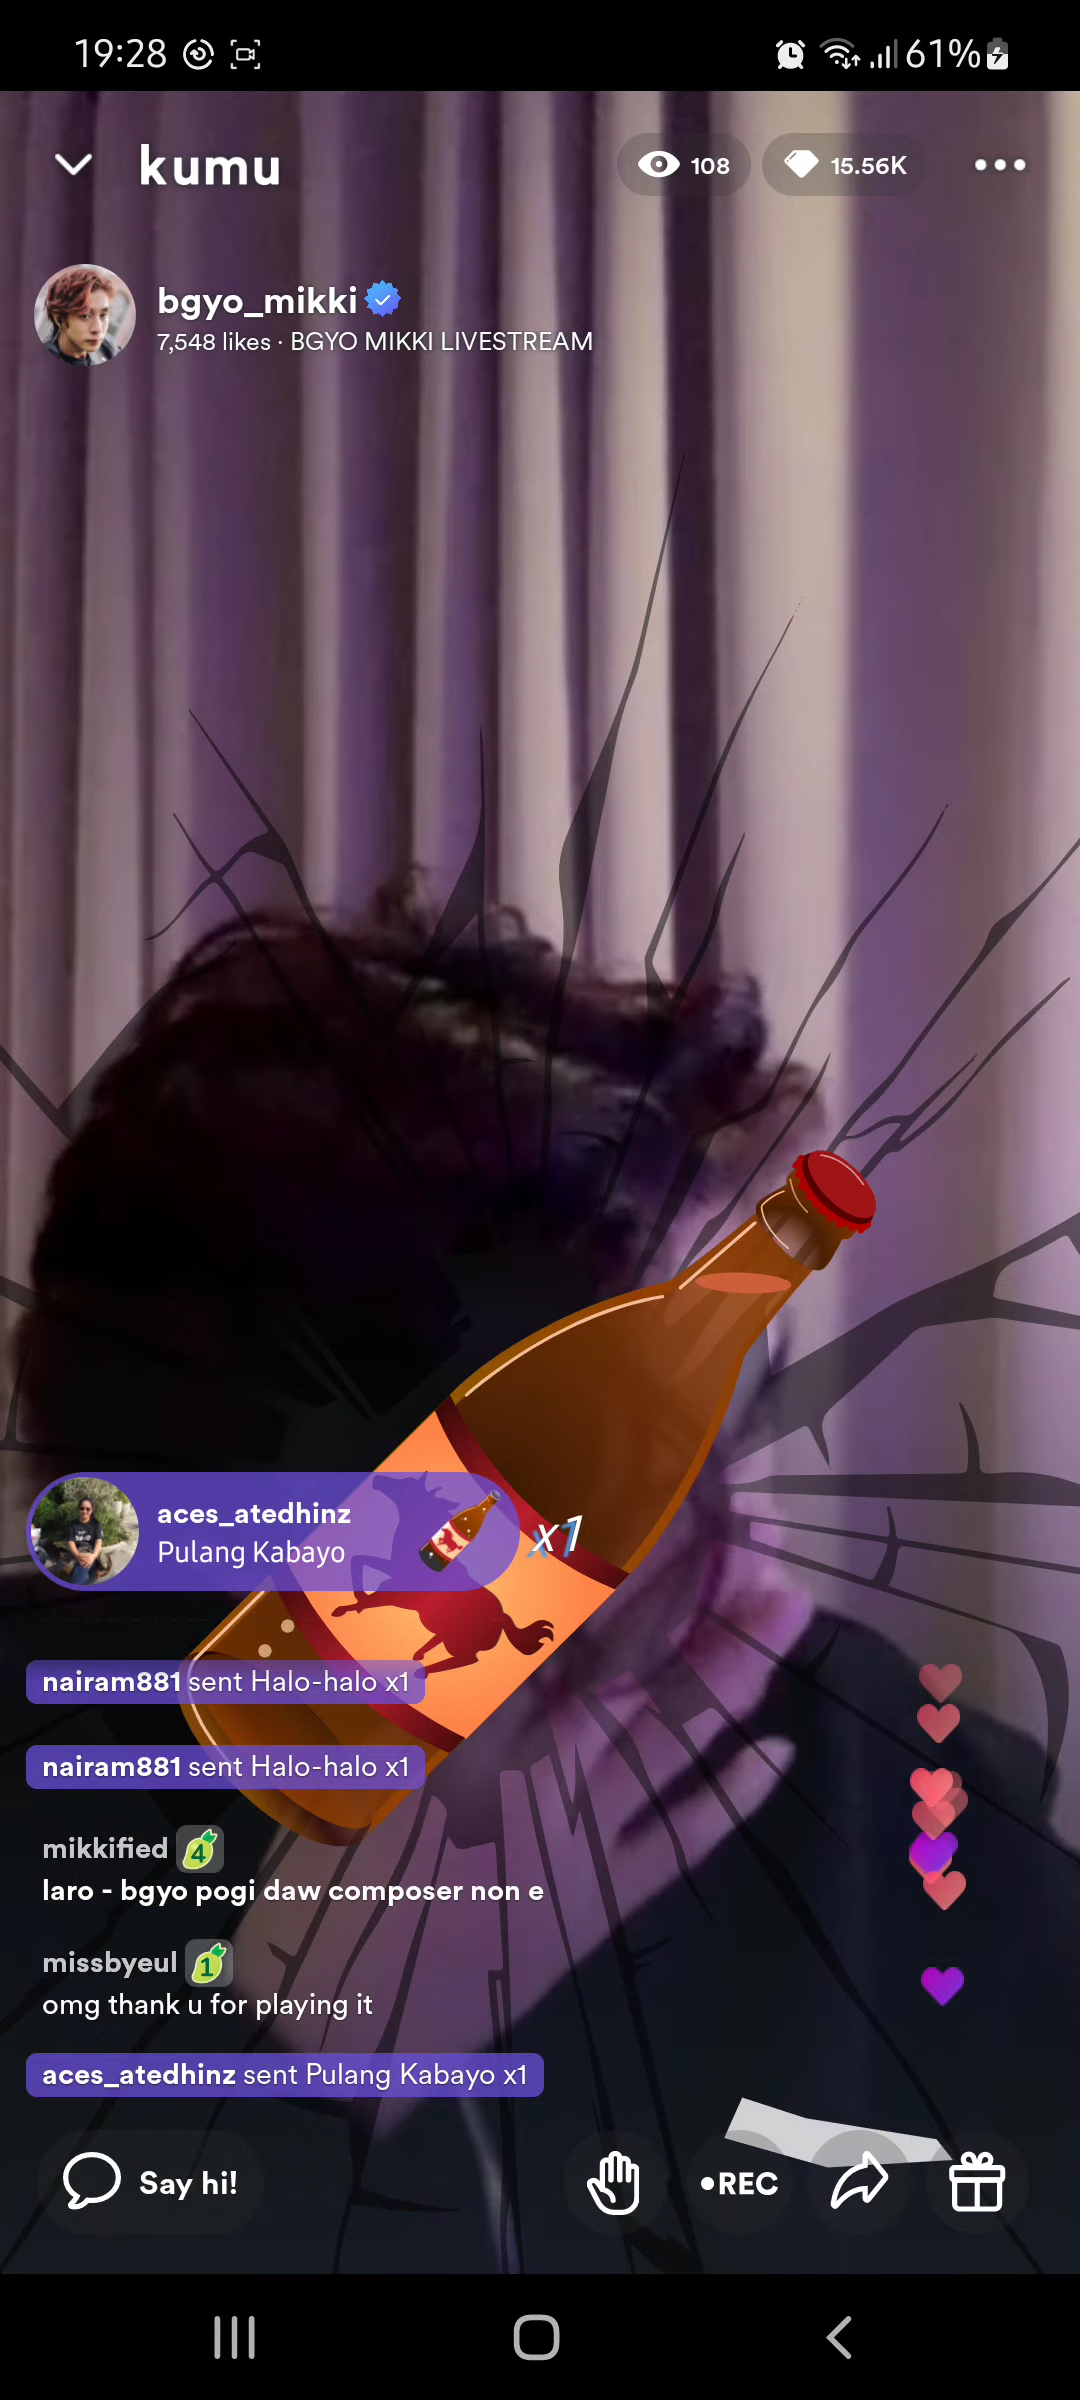 19:28
61%
kumu
108
15.56K
bgyo_mikki
7,548 likes · BGYO MIKKI LIVESTREAM
aces_atedhinz
Pulang Kabayo
x1
nairam881 sent Halo-halo x1
nairam881 sent Halo-halo x1
mikkified 4
laro - bgyo pogi daw composer non e
missbyeul 1
omg thank u for playing it
aces_atedhinz sent Pulang Kabayo x1
Say hi!
•REC